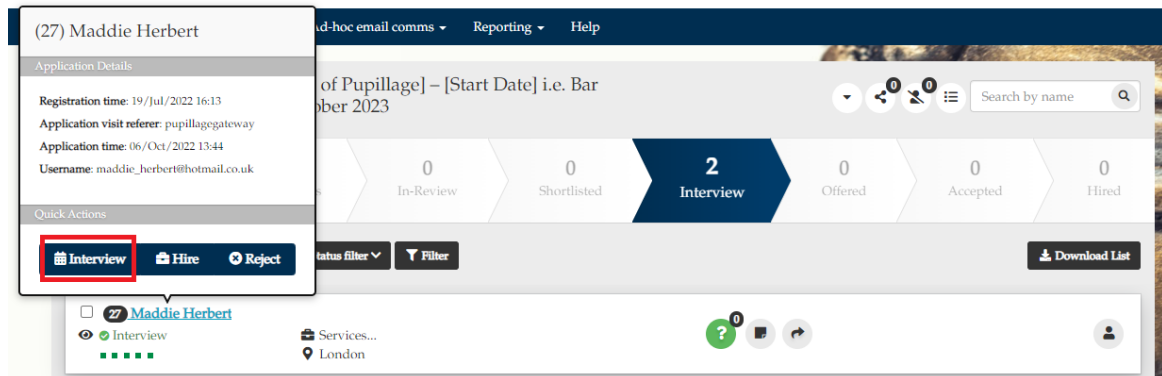 (27) Maddie Herbert
Application Details
Registration time: 19/Jul/2022 16:13
Application visit referer: pupillagegateway
Application time: 06/Oct/2022 13:44
Username: maddie_herbert@hotmail.co.uk
Quick Actions
Interview Hire Reject
Ad-hoc email comms Reporting Help
of Pupillage] – [Start Date] i.e. Bar
ober 2023
0 0 Search by name
0 0 2 0 0 0
s In-Review Shortlisted Interview Offered Accepted Hired
tatus filter Filter Download List
27 Maddie Herbert
Interview Services... ? 0
London